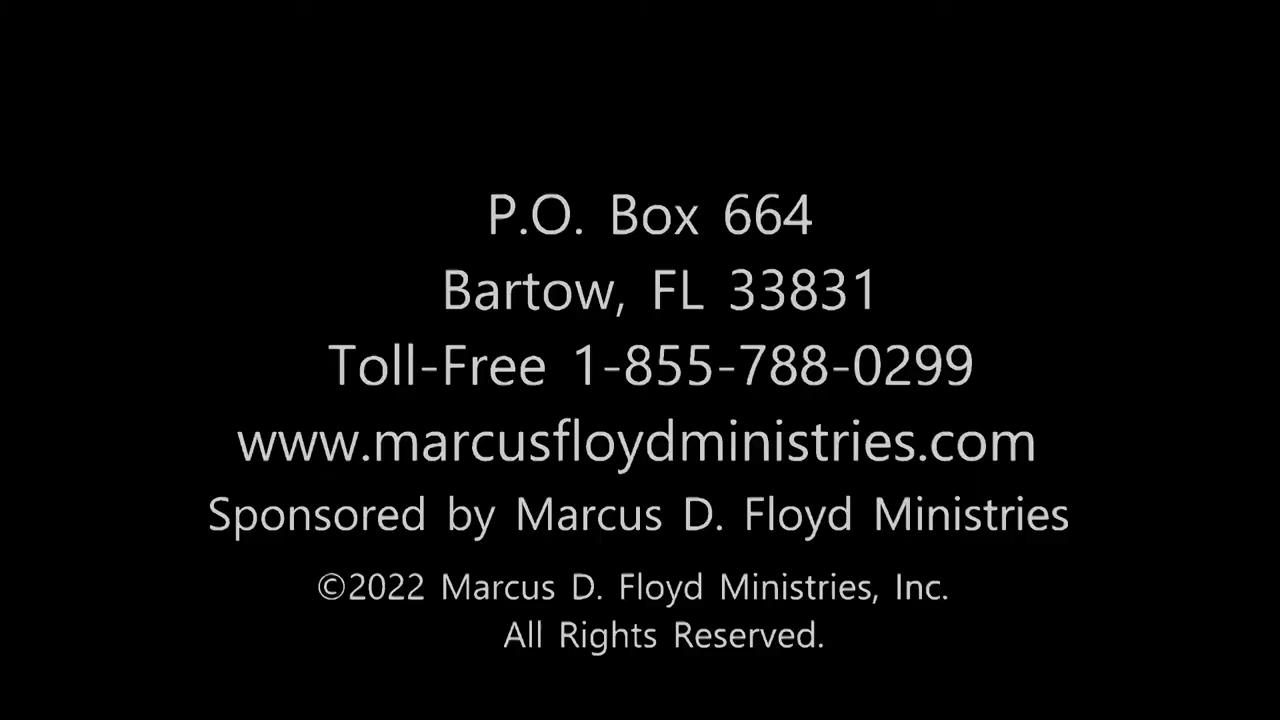 P.O. Box 664
Bartow, FL 33831
Toll-Free 1-855-788-0299
www.marcusfloydministries.com
Sponsored by Marcus D. Floyd Ministries
©2022 Marcus D. Floyd Ministries, Inc.
All Rights Reserved.